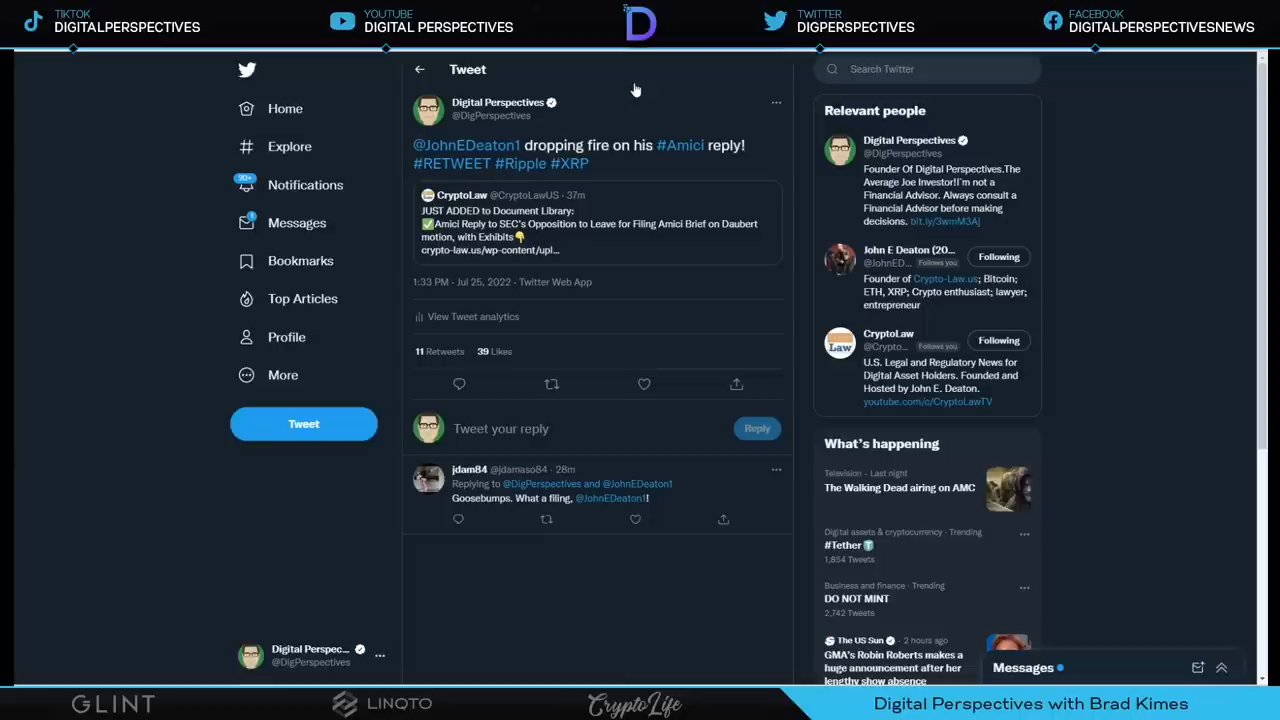 TIKTOK
DIGITALPERSPECTIVES
YOUTUBE
DIGITAL PERSPECTIVES
D
TWITTER
DIGPERSPECTIVES
FACEBOOK
DIGITALPERSPECTIVESNEWS
Home
Explore
20+
Notifications
1
Messages
Bookmarks
Top Articles
Profile
More
Tweet
Digital Perspec...
@DigPerspectives
Tweet
Digital Perspectives
@DigPerspectives
@JohnEDeaton1 dropping fire on his #Amici reply!
#RETWEET #Ripple #XRP
CryptoLaw @CryptoLawUS · 37m
JUST ADDED to Document Library:
✅Amici Reply to SEC's Opposition to Leave for Filing Amici Brief on Daubert
motion, with Exhibits👇
crypto-law.us/wp-content/upl...
1:33 PM · Jul 25, 2022 · Twitter Web App
View Tweet analytics
11 Retweets 39 Likes
Tweet your reply
Reply
jdam84 @jdamaso84 · 28m
Replying to @DigPerspectives and @JohnEDeaton1
Goosebumps. What a filing, @JohnEDeaton1!
Search Twitter
Relevant people
Digital Perspectives
@DigPerspectives
Founder Of Digital Perspectives.The
Average Joe Investor!I'm not a
Financial Advisor. Always consult a
Financial Advisor before making
decisions. bit.ly/3wmM3Aj
John E Deaton (20...
@JohnED... Follows you
Following
Founder of Crypto-Law.us; Bitcoin;
ETH, XRP; Crypto enthusiast; lawyer;
entrepreneur
Law
CryptoLaw
@Crypto... Follows you
Following
U.S. Legal and Regulatory News for
Digital Asset Holders. Founded and
Hosted by John E. Deaton.
youtube.com/c/CryptoLawTV
What's happening
Television · Last night
The Walking Dead airing on AMC
Digital assets & cryptocurrency · Trending
#Tether
1,854 Tweets
Business and finance · Trending
DO NOT MINT
2,742 Tweets
The US Sun · 2 hours ago
GMA's Robin Roberts makes a
huge announcement after her
lengthy show absence
Messages
GLINT
LINQTO
CryptoLife
Digital Perspectives with Brad Kimes